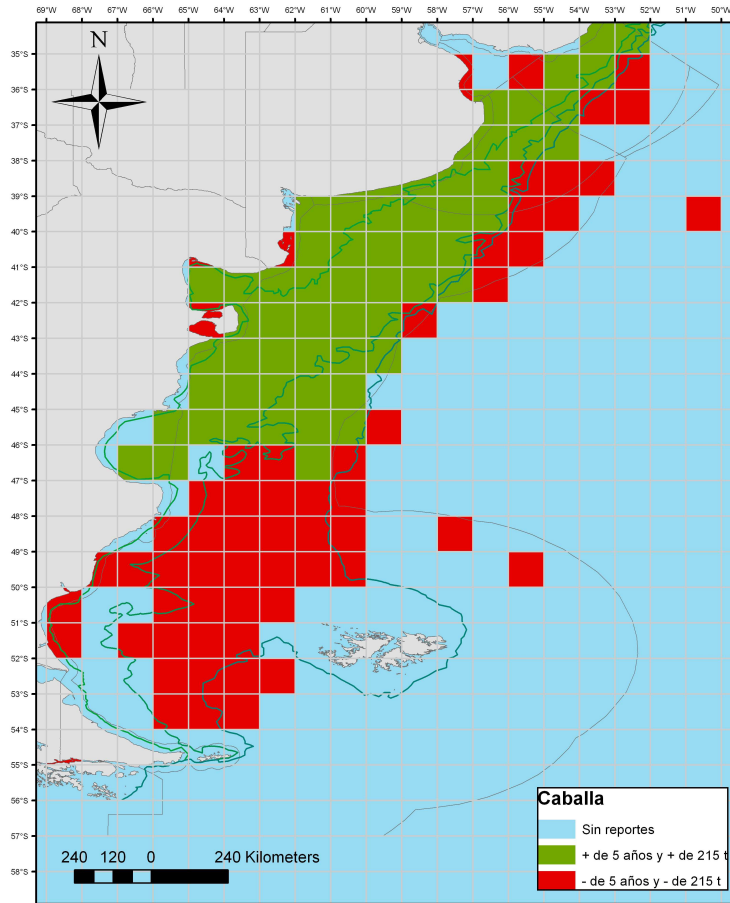 69°W 68°W 67°W 66°W 65°W 64°W 63°W 62°W 61°W 60°W 59°W 58°W 57°W 56°W 55°W 54°W 53°W 52°W 51°W 50°W
N
35°S
36°S
37°S
38°S
39°S
40°S
41°S
42°S
43°S
44°S
45°S
46°S
47°S
48°S
49°S
50°S
51°S
52°S
53°S
54°S
55°S
56°S
57°S
58°S
Caballa
Sin reportes
+ de 5 años y + de 215 t
- de 5 años y - de 215 t
240 120 0 240 Kilometers